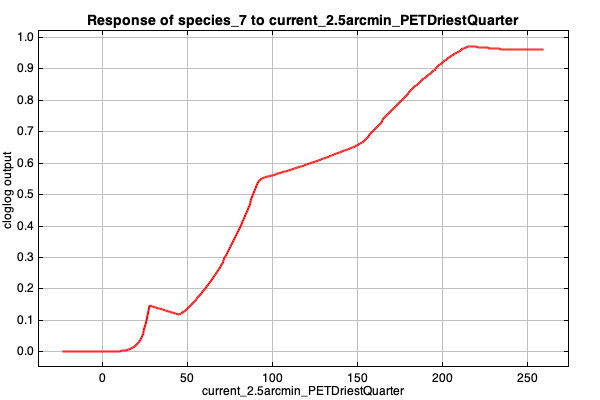 Response of species_7 to current_2.5arcmin_PETDriestQuarter
1.0
0.9
0.8
0.7
0.6
0.5
0.4
0.3
0.2
0.1
0.0
cloglog output
0 50 100 150 200 250
current_2.5arcmin_PETDriestQuarter